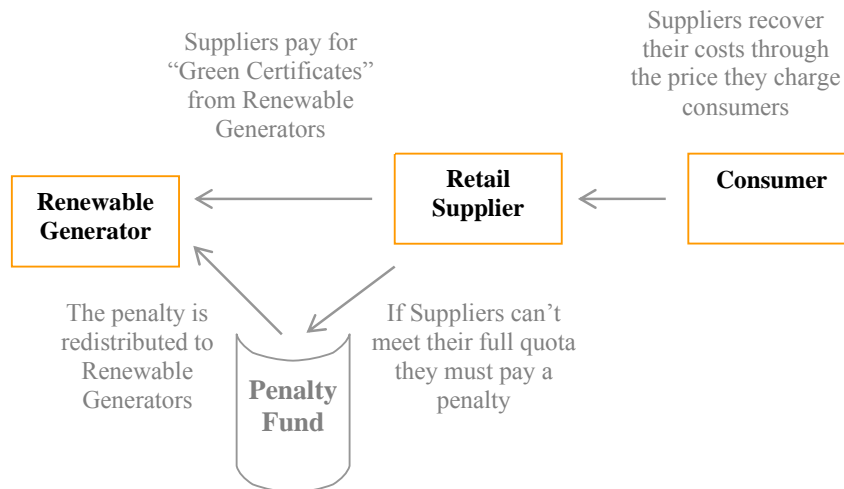 Suppliers pay for
“Green Certificates”
from Renewable
Generators
Suppliers recover
their costs through
the price they charge
consumers
Renewable
Generator
Retail
Supplier
Consumer
The penalty is
redistributed to
Renewable
Generators
Penalty
Fund
If Suppliers can’t
meet their full quota
they must pay a
penalty